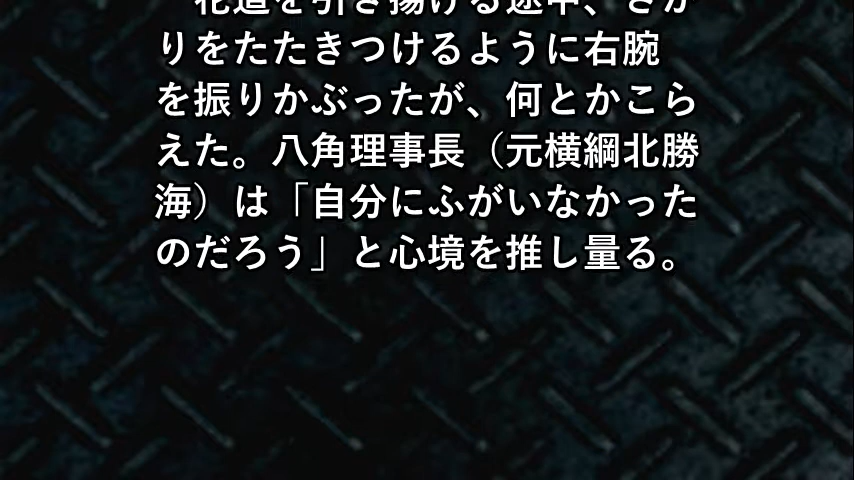 花道を引き揚げる途中、さが
りをたたきつけるように右腕
を振りかぶったが、何とかこら
えた。八角理事長（元横綱北勝
海）は「自分にふがいなかった
のだろう」と心境を推し量る。